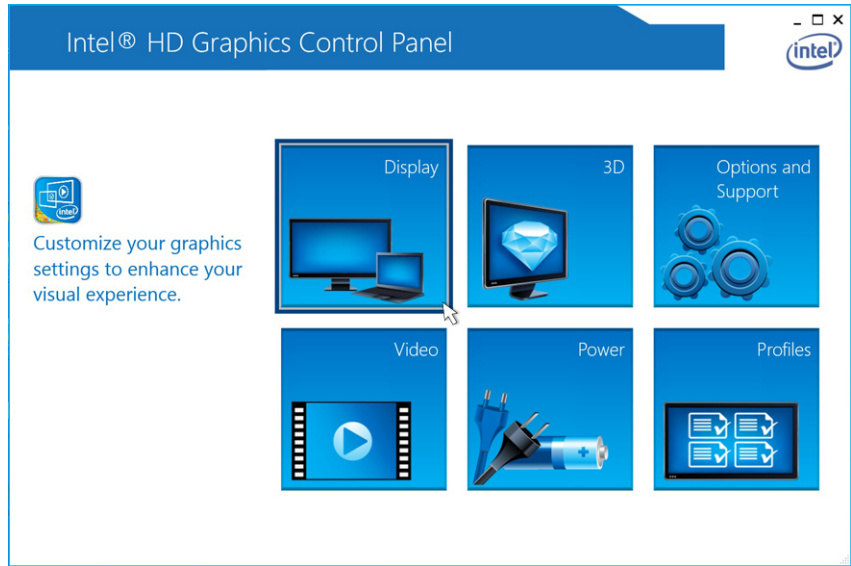 Intel® HD Graphics Control Panel
intel
Display
3D
Options and
Support
intel
Customize your graphics
settings to enhance your
visual experience.
Video
Power
Profiles